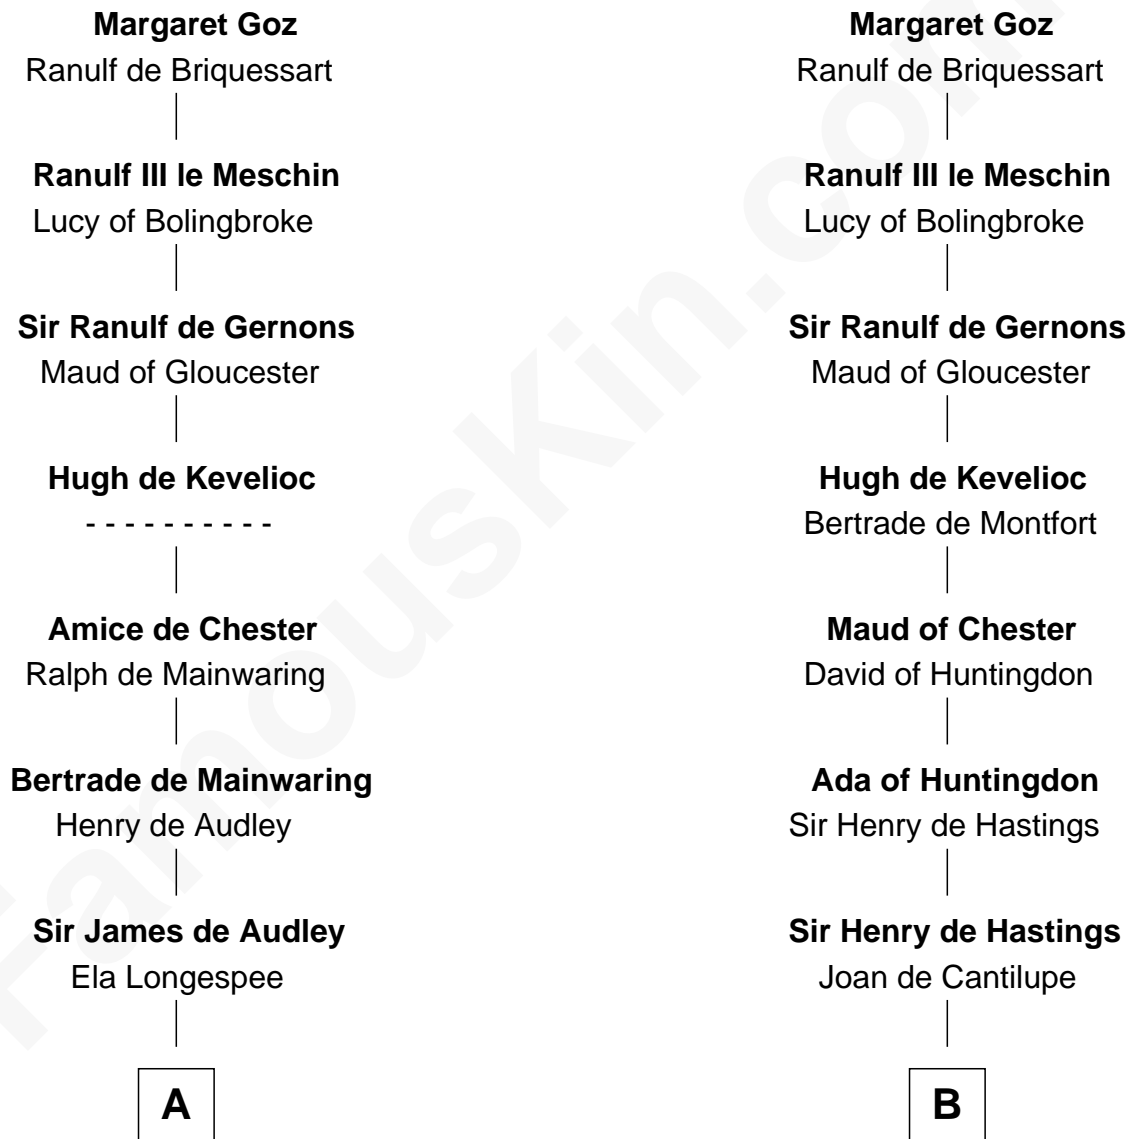 Margaret Goz
Ranulf de Briquessart
Ranulf III le Meschin
Lucy of Bolingbroke
Sir Ranulf de Gernons
Maud of Gloucester
Hugh de Kevelioc
- - - - - - - - - -
Amice de Chester
Ralph de Mainwaring
Bertrade de Mainwaring
Henry de Audley
Sir James de Audley
Ela Longespee
A
Margaret Goz
Ranulf de Briquessart
Ranulf III le Meschin
Lucy of Bolingbroke
Sir Ranulf de Gernons
Maud of Gloucester
Hugh de Kevelioc
Bertrade de Montfort
Maud of Chester
David of Huntingdon
Ada of Huntingdon
Sir Henry de Hastings
Sir Henry de Hastings
Joan de Cantilupe
B
FamousKin.com